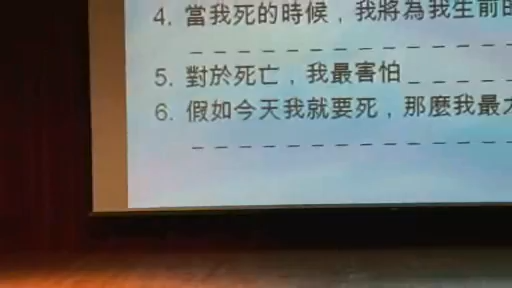 4. 當我死的時候，我將為我生前
5. 對於死亡，我最害怕_ _ _ _ _
6. 假如今天我就要死，那麼我最